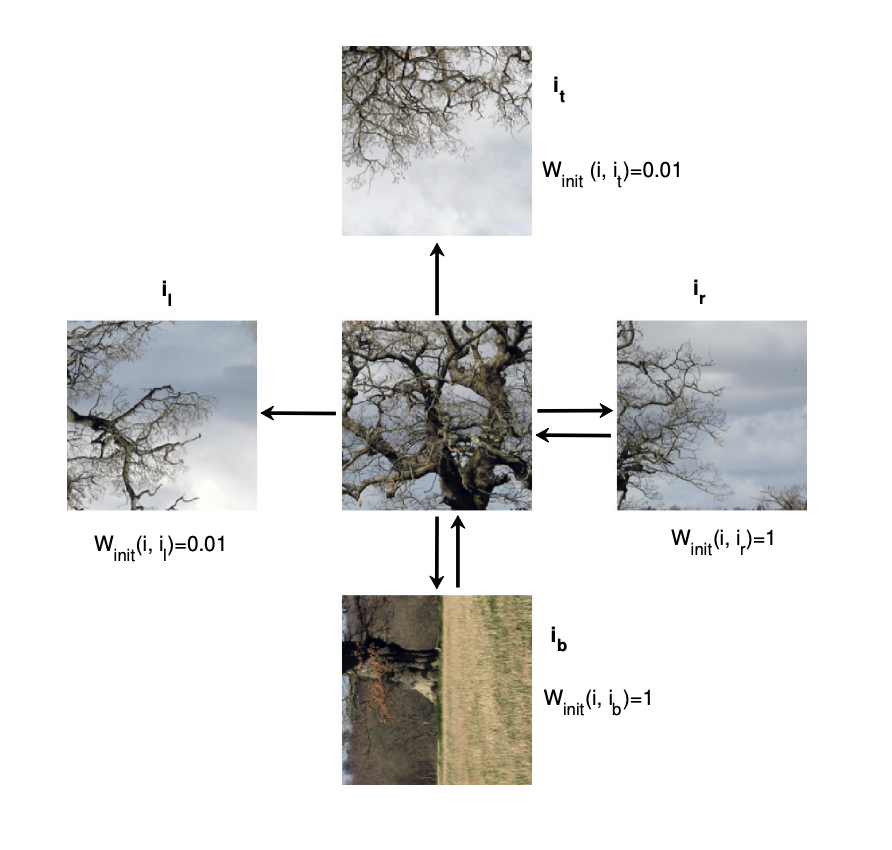 i_t
W_init (i, i_t)=0.01
i_l
i_r
W_init(i, i_l)=0.01
W_init(i, i_r)=1
i_b
W_init(i, i_b)=1